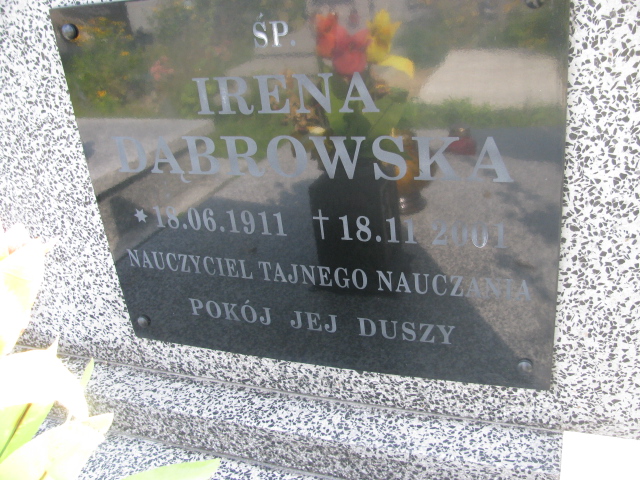 ŚP.
IRENA
DĄBROWSKA
✶18.06.1911 †18.11 2001
NAUCZYCIEL TAJNEGO NAUCZANIA
POKÓJ JEJ DUSZY